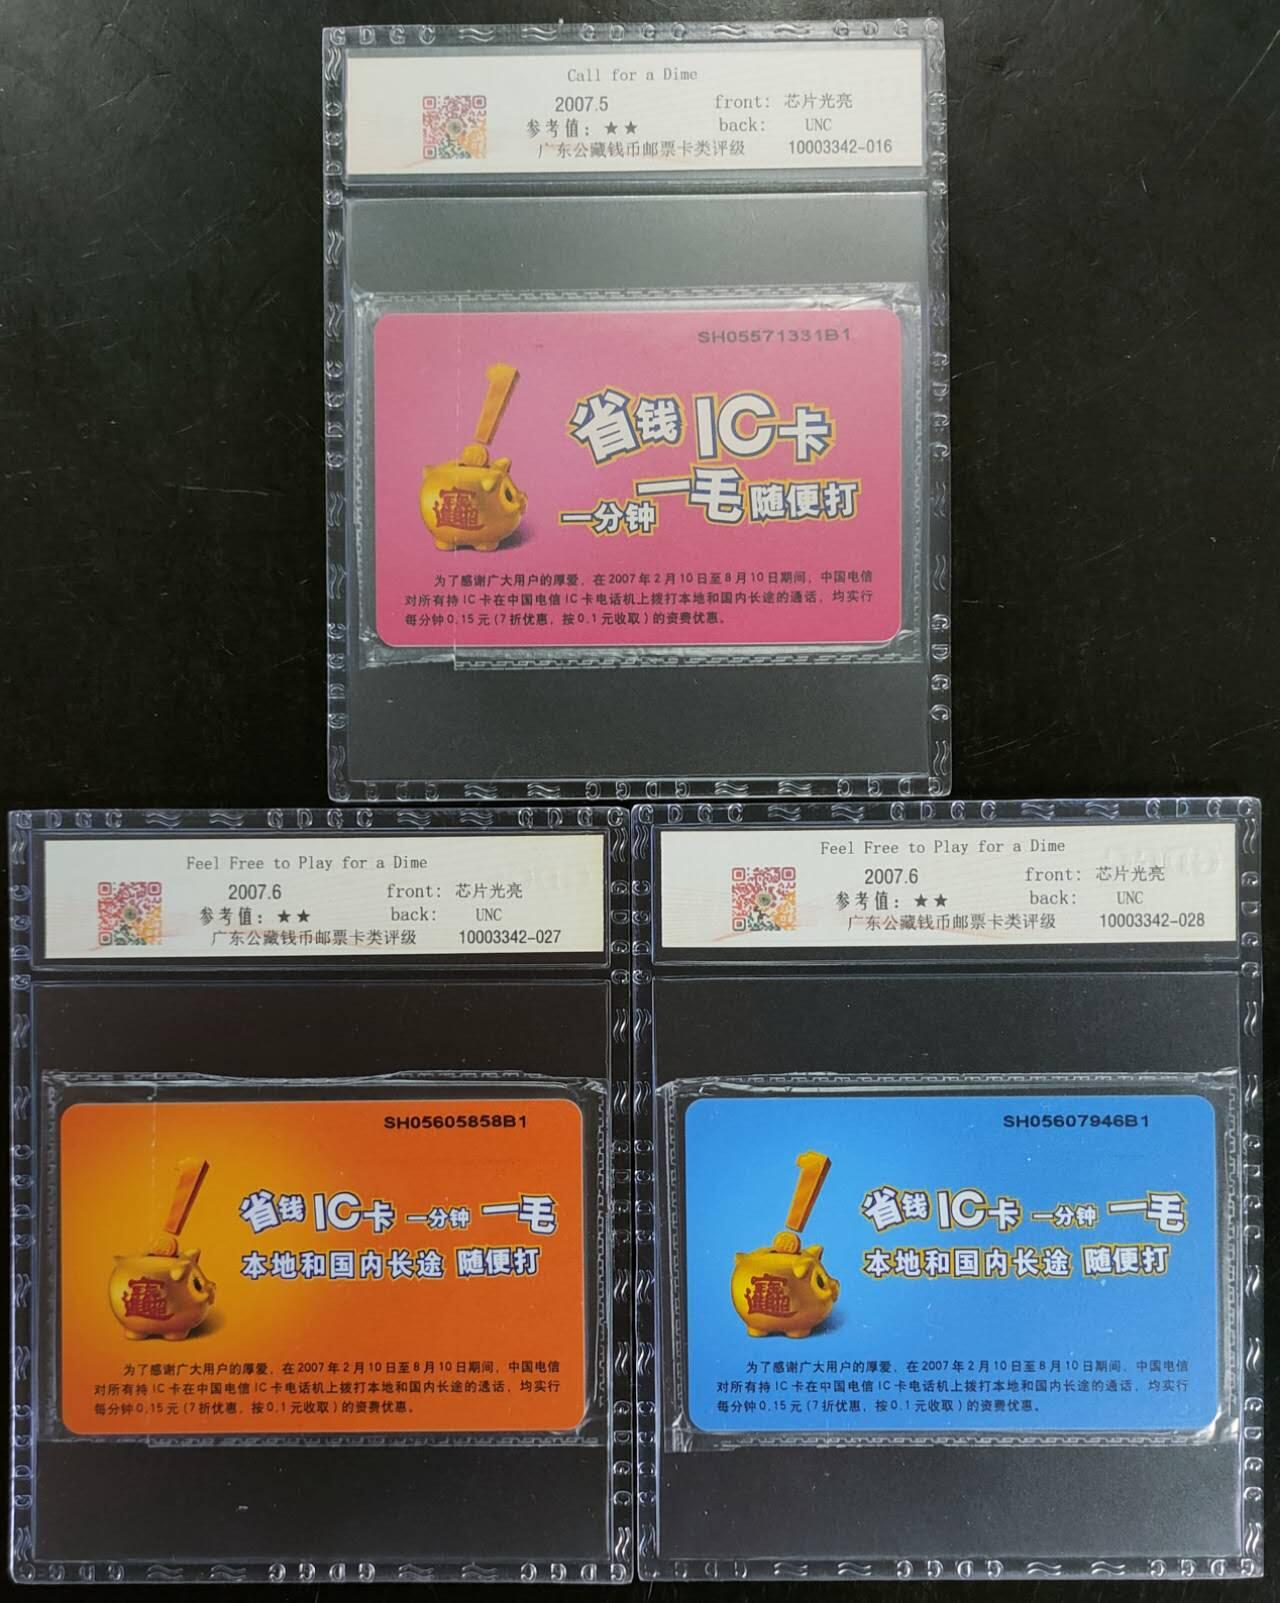 Call for a Dime
2007.5
front: 芯片光亮
参考值：★★
back: UNC
广东公藏钱币邮票卡类评级
10003342-016
SH05571331B1
1
招财进宝
省钱 IC卡
一分钟 一毛 随便打
为了感谢广大用户的厚爱，在2007年2月10日至8月10日期间，中国电信
对所有持IC卡在中国电信IC卡电话机上拨打本地和国内长途的通话，均实行
每分钟0.15元(7折优惠，按0.1元收取)的资费优惠。
Feel Free to Play for a Dime
2007.6
front: 芯片光亮
参考值：★★
back: UNC
广东公藏钱币邮票卡类评级
10003342-027
SH05605858B1
1
招财进宝
省钱 IC卡 一分钟 一毛
本地和国内长途 随便打
为了感谢广大用户的厚爱，在2007年2月10日至8月10日期间，中国电信
对所有持IC卡在中国电信IC卡电话机上拨打本地和国内长途的通话，均实行
每分钟0.15元(7折优惠，按0.1元收取)的资费优惠。
Feel Free to Play for a Dime
2007.6
front: 芯片光亮
参考值：★★
back: UNC
广东公藏钱币邮票卡类评级
10003342-028
SH05607946B1
1
招财进宝
省钱 IC卡 一分钟 一毛
本地和国内长途 随便打
为了感谢广大用户的厚爱，在2007年2月10日至8月10日期间，中国电信
对所有持IC卡在中国电信IC卡电话机上拨打本地和国内长途的通话，均实行
每分钟0.15元(7折优惠，按0.1元收取)的资费优惠。
GDGC